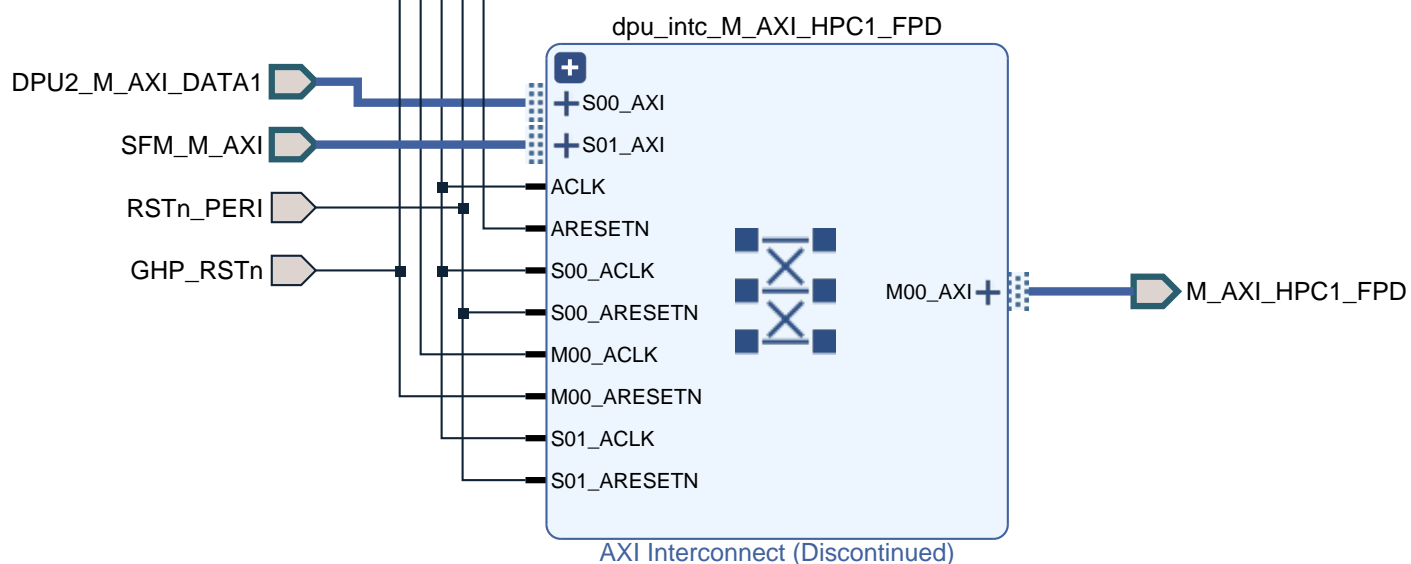 dpu_intc_M_AXI_HPC1_FPD
DPU2_M_AXI_DATA1
SFM_M_AXI
RSTn_PERI
GHP_RSTn
S00_AXI
S01_AXI
ACLK
ARESETN
S00_ACLK
S00_ARESETN
M00_ACLK
M00_ARESETN
S01_ACLK
S01_ARESETN
M00_AXI
M_AXI_HPC1_FPD
AXI Interconnect (Discontinued)